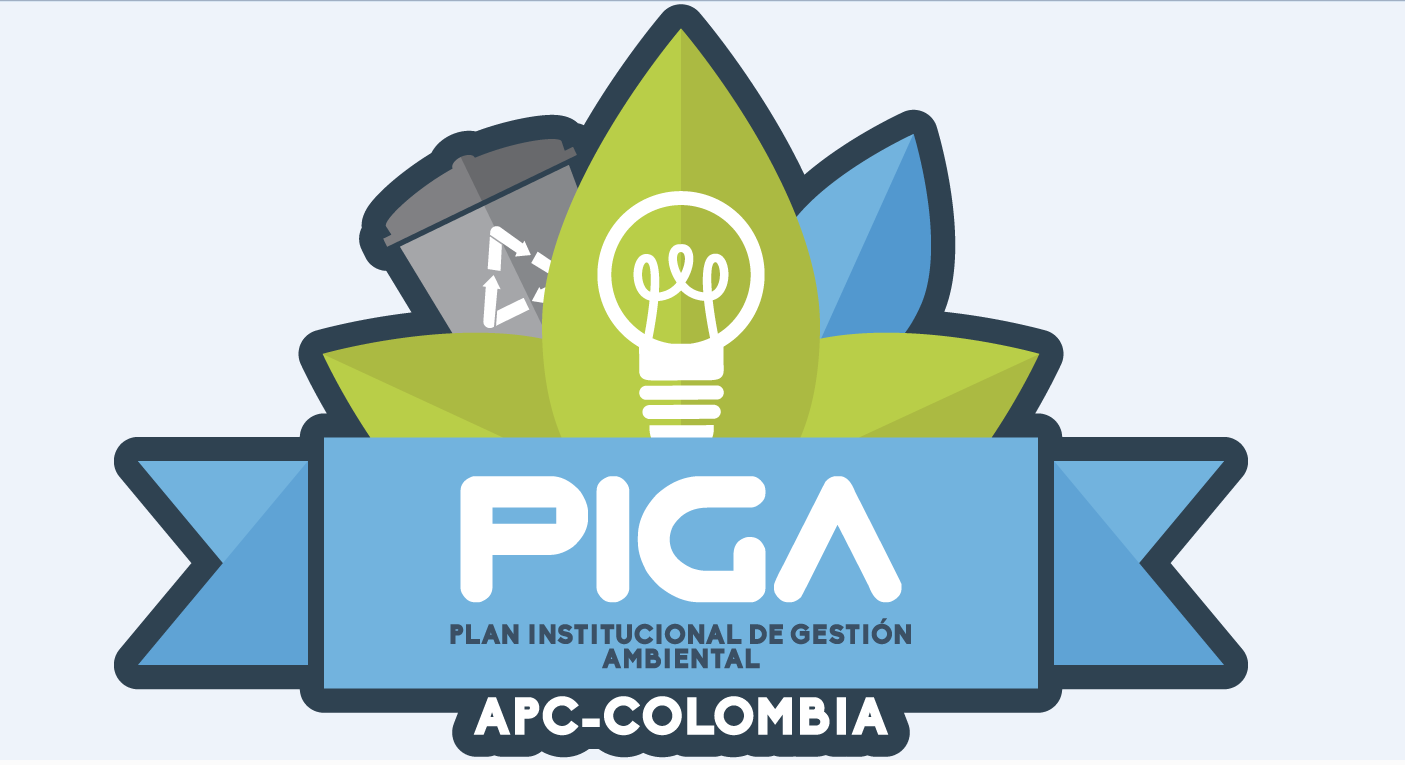 PIGA
PLAN INSTITUCIONAL DE GESTIÓN
AMBIENTAL
APC-COLOMBIA